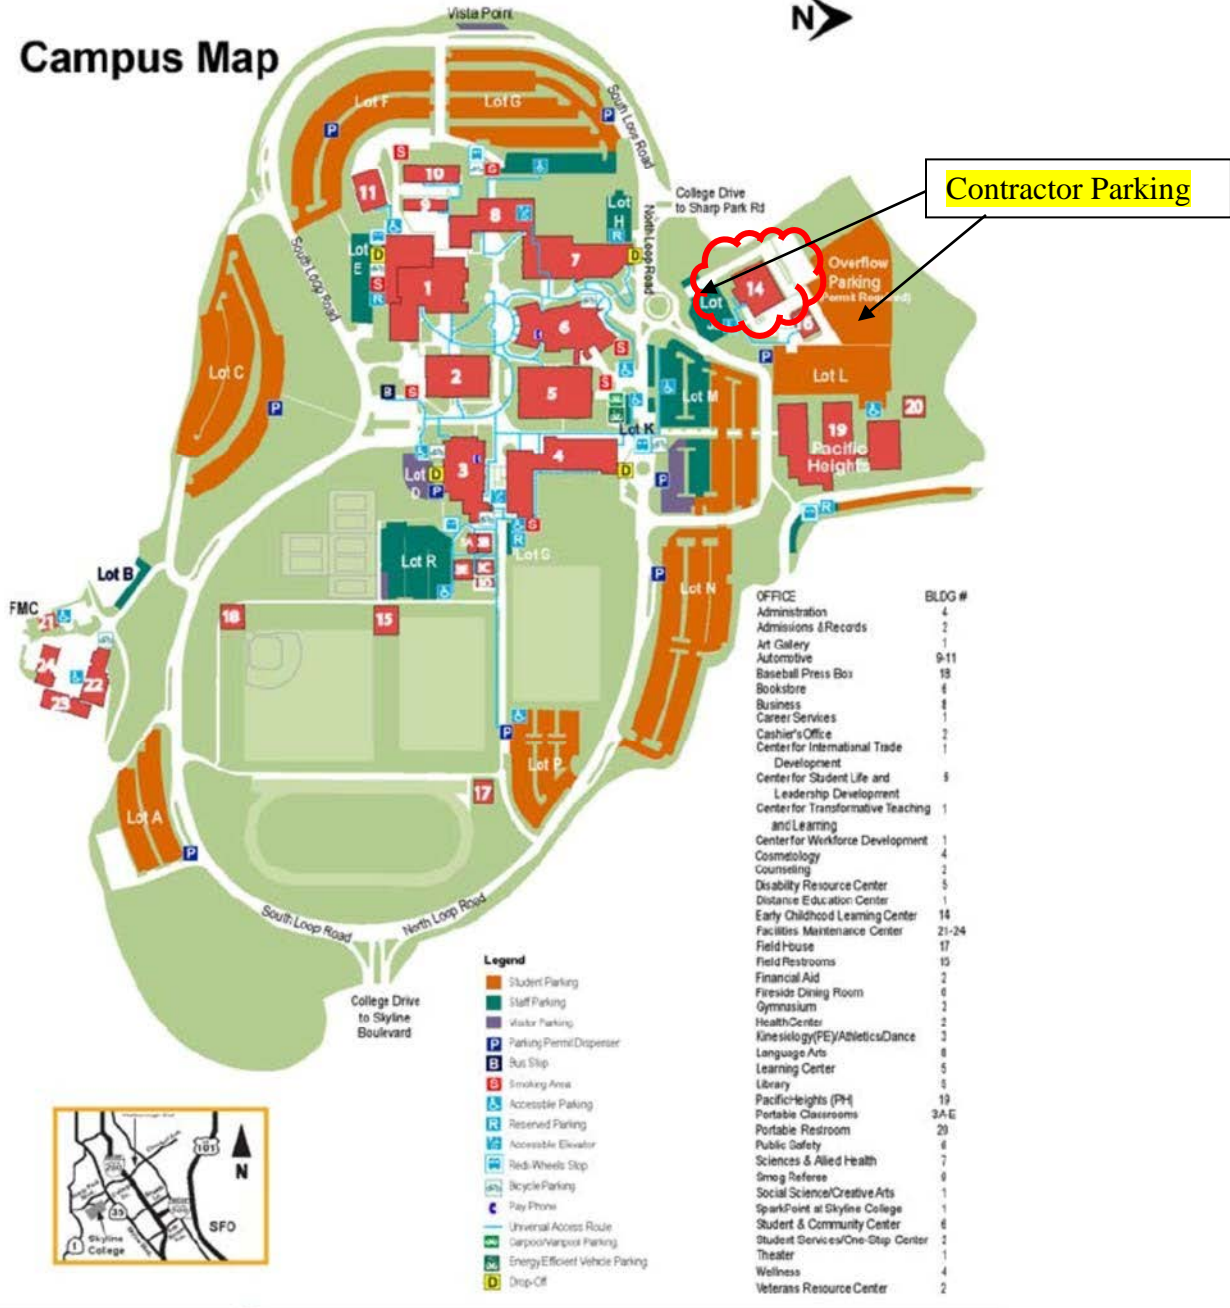 Vista Point
N
Campus Map
South Loop Road
Lot F
Lot G
P
P
S
S
10
11
9
8
Lot
H
R
College Drive
to Sharp Park Rd
Contractor Parking
North Loop Road
Lot
E
D
S
R
South Loop Road
7
D
1
14
Lot
Overflow
Parking
6
16
S
P
Lot C
2
B
S
5
S
Lot L
Lot M
P
20
Lot K
19
Pacific
Heights
4
3
D
Lot
D
P
D
P
R
S
R
Lot S
Lot R
Lot B
P
Lot N
FMC
21
18
15
24
22
23
P
Lot P
17
Lot A
P
South Loop Road
North Loop Road
College Drive
to Skyline
Boulevard
OFFICE BLDG #
Administration 4
Admissions & Records 2
Art Gallery 1
Automotive 9-11
Baseball Press Box 18
Bookstore 6
Business 8
Career Services 1
Cashier's Office 2
Center for International Trade 1
Development
Center for Student Life and 6
Leadership Development
Center for Transformative Teaching 1
and Learning
Center for Workforce Development 1
Cosmetology 4
Counseling 2
Disability Resource Center 5
Distance Education Center 1
Early Childhood Learning Center 14
Facilities Maintenance Center 21-24
Field House 17
Field Restrooms 15
Financial Aid 2
Fireside Dining Room 6
Gymnasium 3
Health Center 2
Kinesiology(PE)/Athletics/Dance 3
Language Arts 8
Learning Center 5
Library 5
Pacific Heights (PH) 19
Portable Classrooms 3A-E
Portable Restroom 20
Public Safety 6
Sciences & Allied Health 7
Smog Referee 9
Social Science/Creative Arts 1
SparkPoint at Skyline College 1
Student & Community Center 6
Student Services/One-Stop Center 2
Theater 1
Wellness 4
Veterans Resource Center 2
Legend
Student Parking
Staff Parking
Visitor Parking
P Parking Permit Dispenser
B Bus Stop
S Smoking Area
Accessible Parking
R Reserved Parking
Accessible Elevator
Redi-Wheels Stop
Bicycle Parking
Pay Phone
Universal Access Route
Carpool/Vanpool Parking
Energy Efficient Vehicle Parking
D Drop-Off
101
N
280
35
1
SFO
Skyline
College